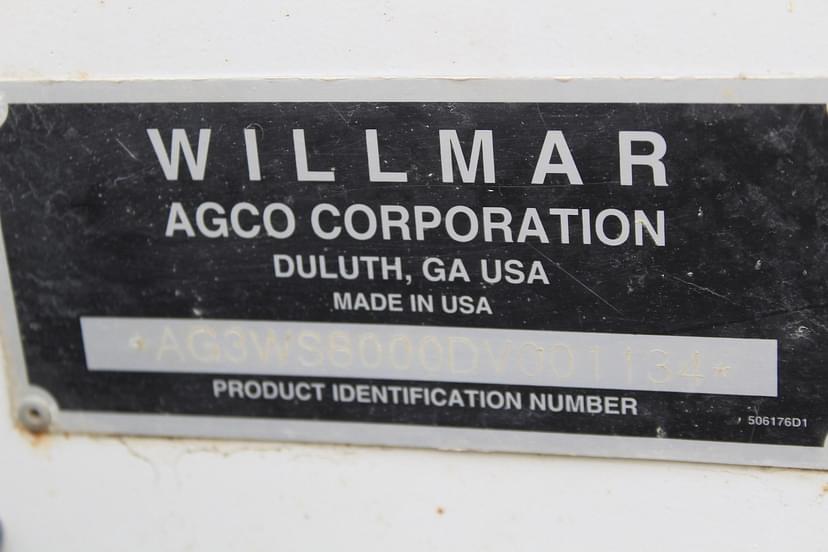 WILLMAR
AGCO CORPORATION
DULUTH, GA USA
MADE IN USA
*AG3WS8000DV001134*
PRODUCT IDENTIFICATION NUMBER
506176D1